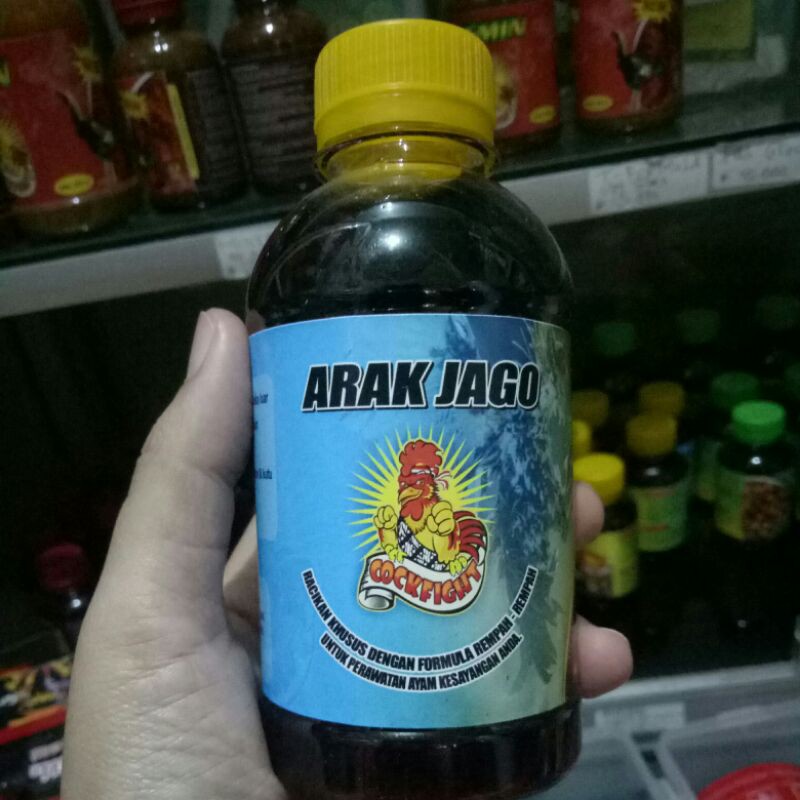 ARAK JAGO
COCKFIGHT
RACIKAN KHUSUS DENGAN FORMULA REMPAH - REMPAH
UNTUK PERAWATAN AYAM KESAYANGAN ANDA.